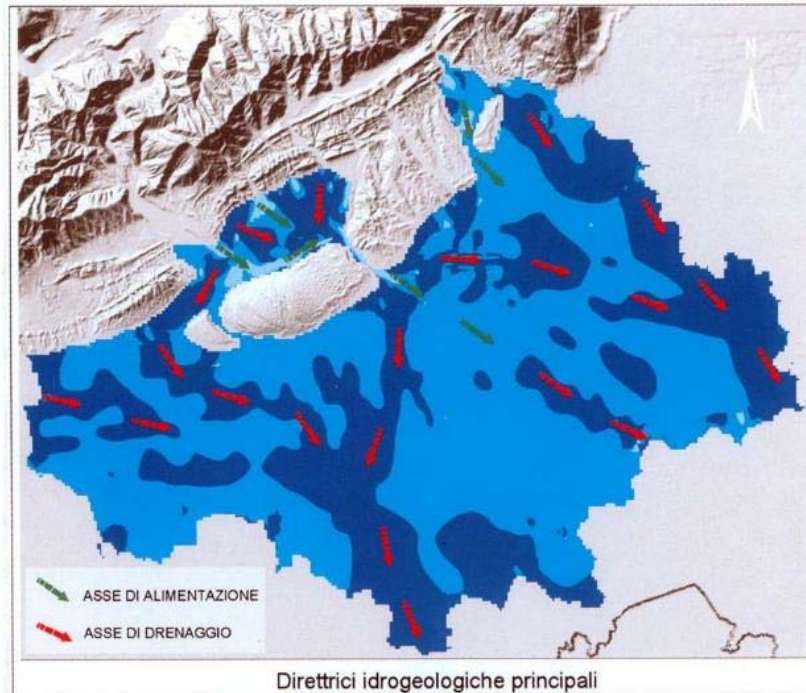 N
ASSE DI ALIMENTAZIONE
ASSE DI DRENAGGIO
Direttrici idrogeologiche principali